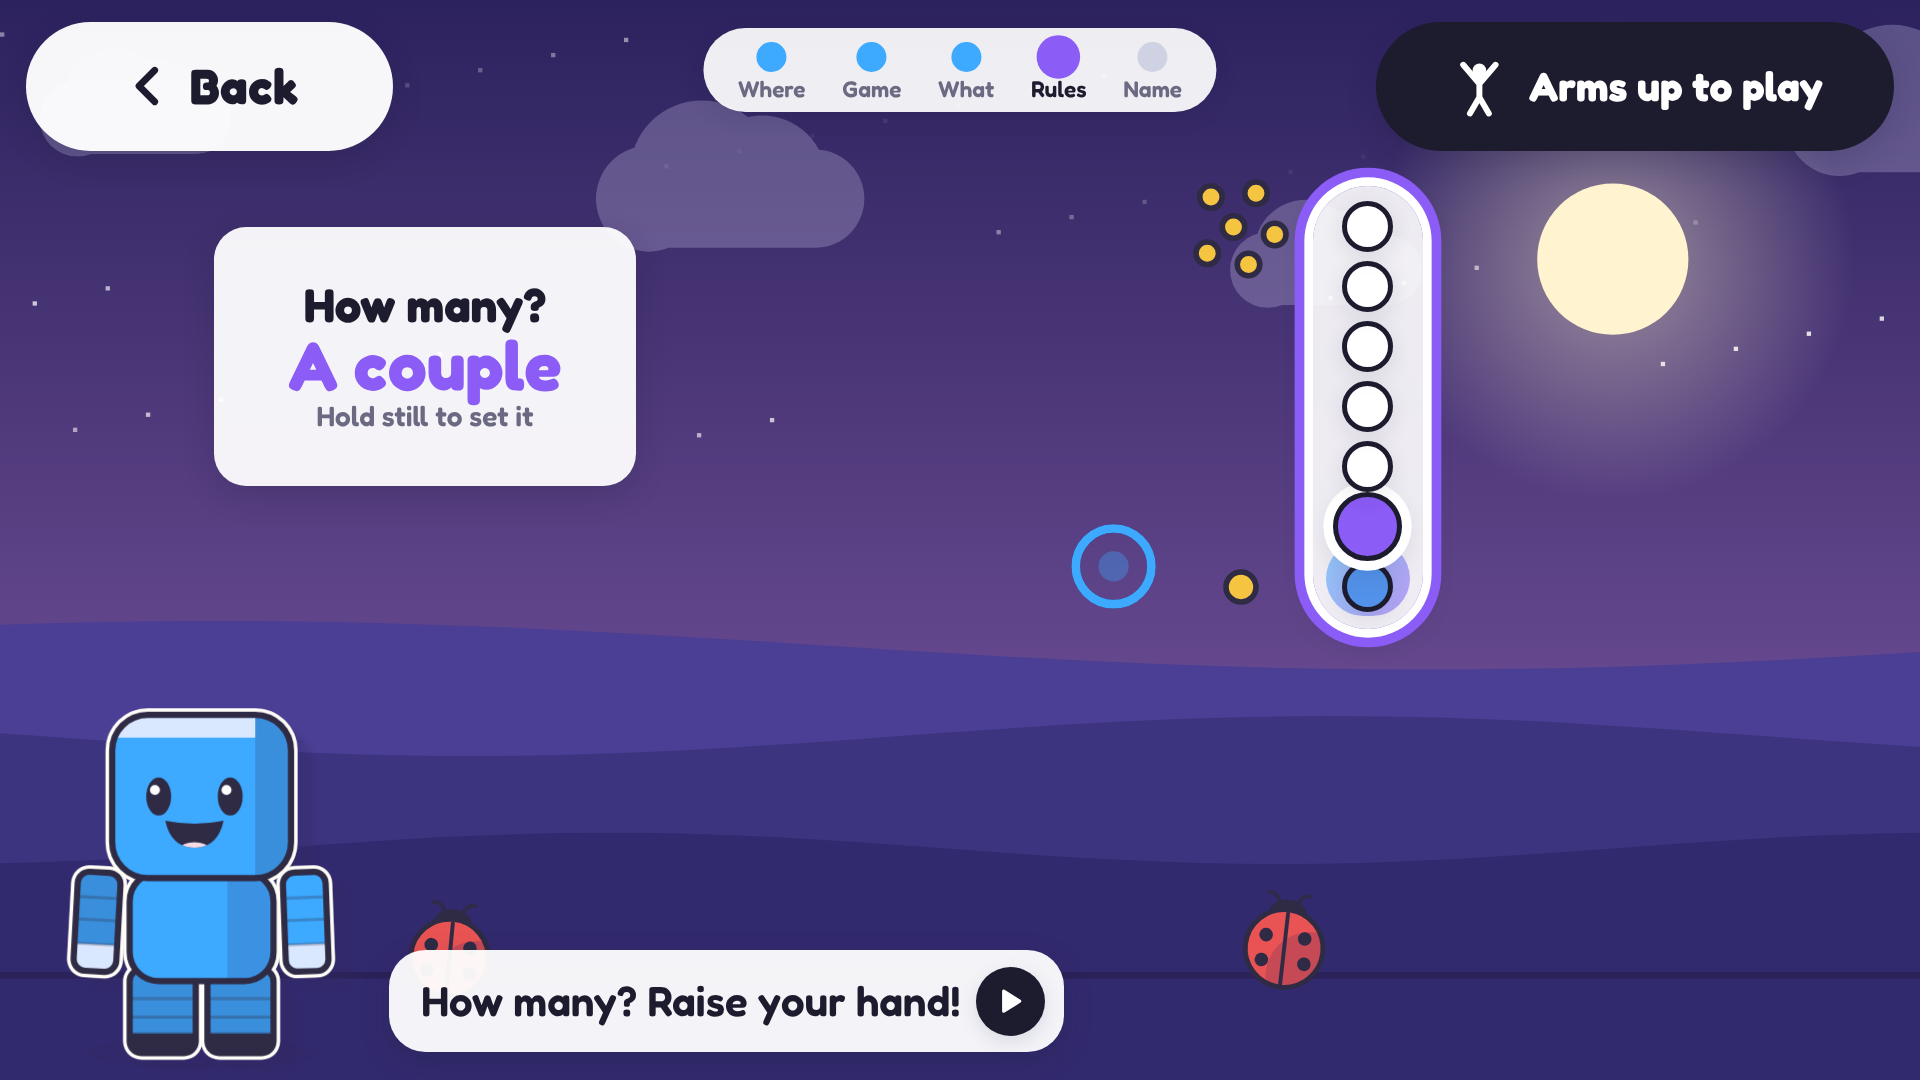 Back
Where
Game
What
Rules
Name
Arms up to play
How many?
A couple
Hold still to set it
How many? Raise your hand!